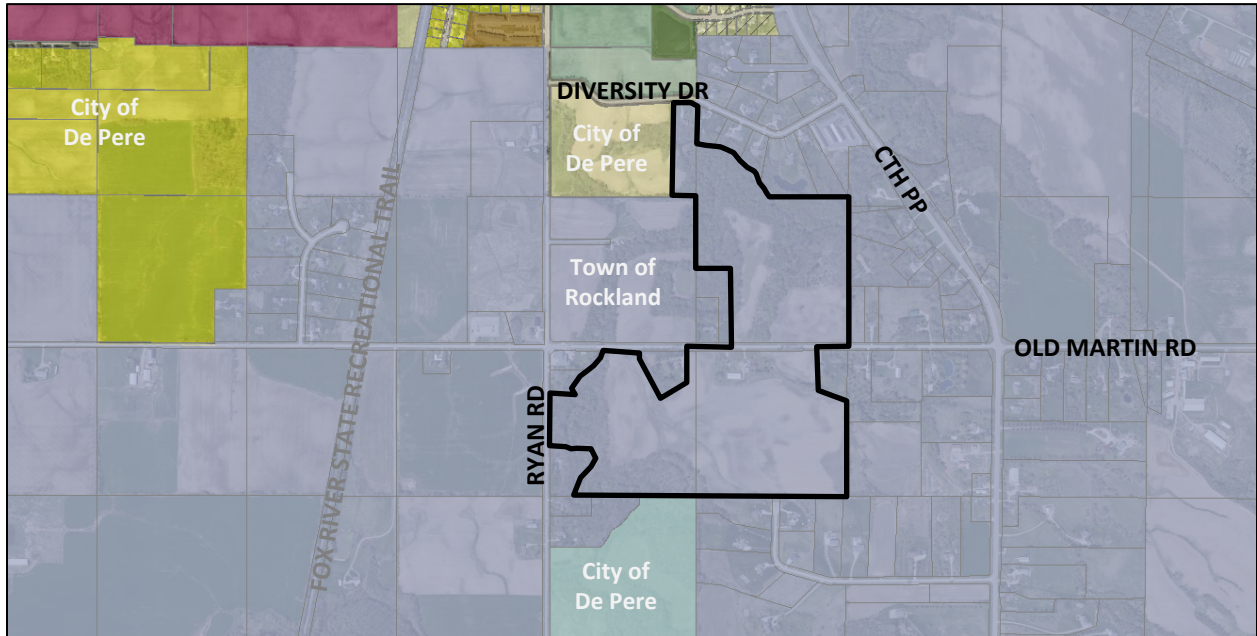 DIVERSITY DR
City of
De Pere
City of
De Pere
CTH PP
FOX RIVER STATE RECREATIONAL TRAIL
Town of
Rockland
OLD MARTIN RD
RYAN RD
City of
De Pere